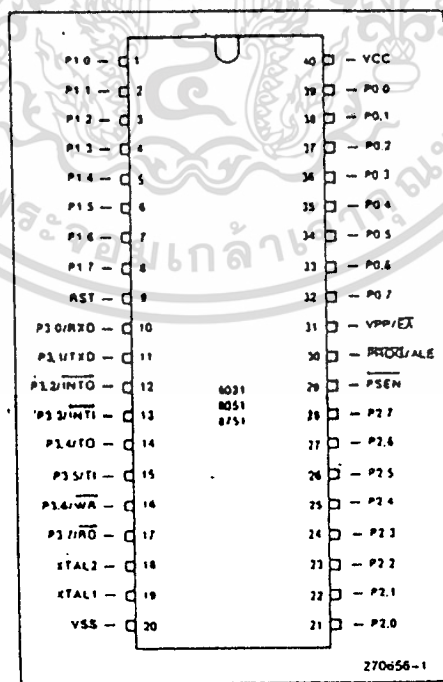 P1.0 1 40 VCC
P1.1 2 39 P0.0
P1.2 3 38 P0.1
P1.3 4 37 P0.2
P1.4 5 36 P0.3
P1.5 6 35 P0.4
P1.6 7 34 P0.5
P1.7 8 33 P0.6
RST 9 32 P0.7
P3.0/RXD 10 31 VPP/EA
P3.1/TXD 11 30 PROG/ALE
P3.2/INT0 12 29 PSEN
P3.3/INT1 13 28 P2.7
P3.4/T0 14 27 P2.6
P3.5/T1 15 26 P2.5
P3.6/WR 16 25 P2.4
P3.7/RD 17 24 P2.3
XTAL2 18 23 P2.2
XTAL1 19 22 P2.1
VSS 20 21 P2.0
8031
8051
8751
270656-1